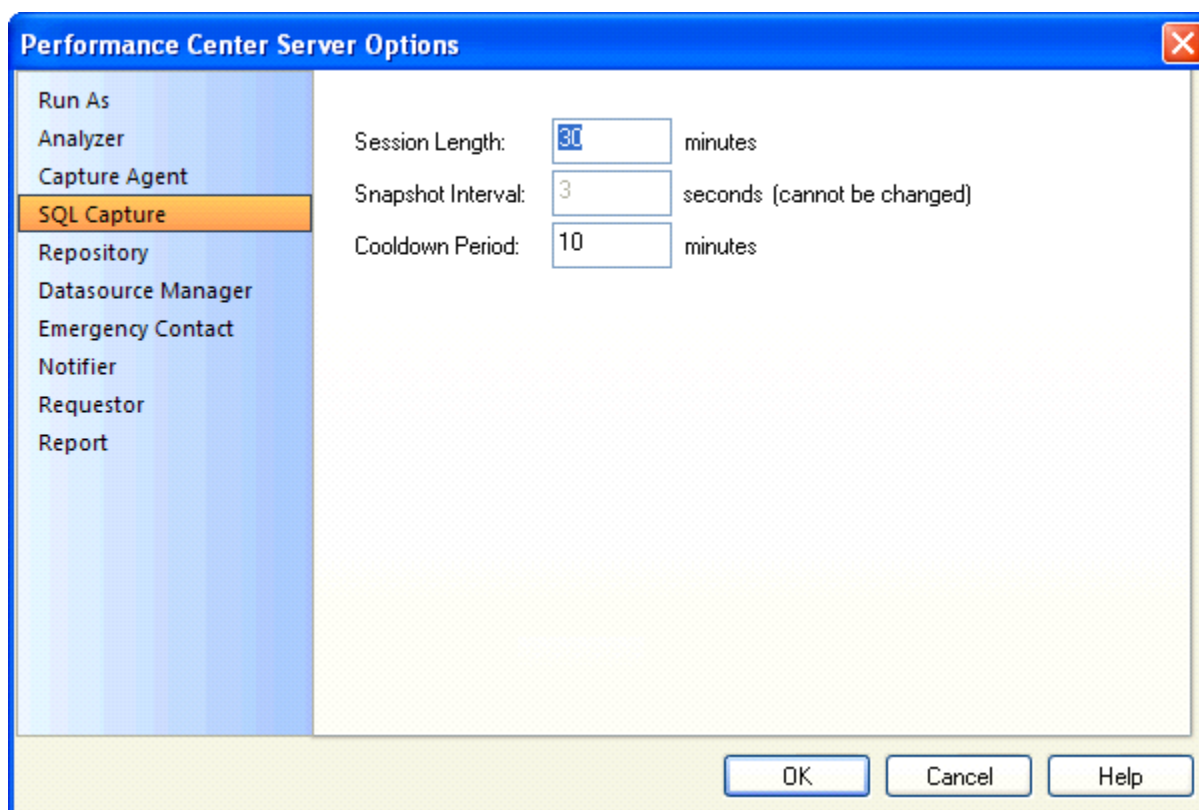 Performance Center Server Options
Run As
Analyzer
Capture Agent
SQL Capture
Repository
Datasource Manager
Emergency Contact
Notifier
Requestor
Report
Session Length: 30 minutes
Snapshot Interval: 3 seconds (cannot be changed)
Cooldown Period: 10 minutes
OK Cancel Help